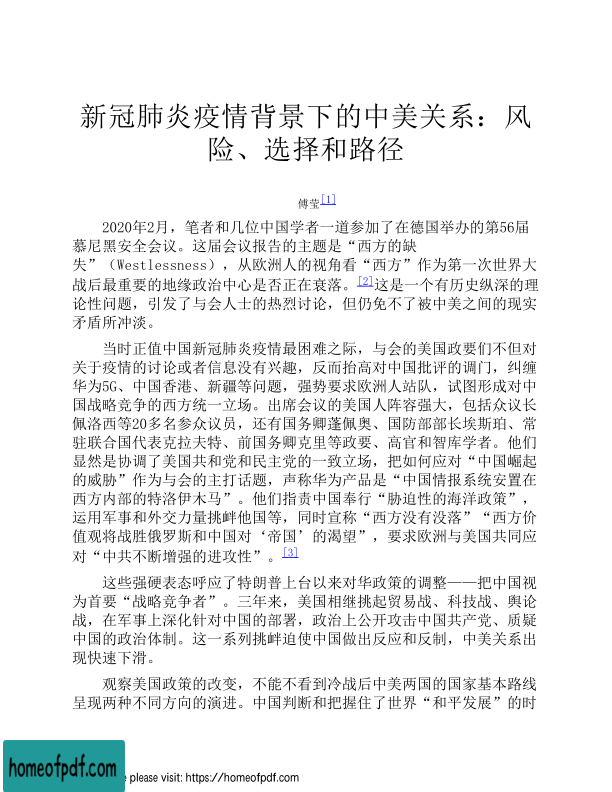 新冠肺炎疫情背景下的中美关系：风
险、选择和路径
傅莹[1]
2020年2月，笔者和几位中国学者一道参加了在德国举办的第56届
慕尼黑安全会议。这届会议报告的主题是“西方的缺
失”（Westlessness），从欧洲人的视角看“西方”作为第一次世界大
战后最重要的地缘政治中心是否正在衰落。[2]这是一个有历史纵深的理
论性问题，引发了与会人士的热烈讨论，但仍免不了被中美之间的现实
矛盾所冲淡。
当时正值中国新冠肺炎疫情最困难之际，与会的美国政要们不但对
关于疫情的讨论或者信息没有兴趣，反而抬高对中国批评的调门，纠缠
华为5G、中国香港、新疆等问题，强势要求欧洲人站队，试图形成对中
国战略竞争的西方统一立场。出席会议的美国人阵容强大，包括众议长
佩洛西等20多名参众议员，还有国务卿蓬佩奥、国防部部长埃斯珀、常
驻联合国代表克拉夫特、前国务卿克里等政要、高官和智库学者。他们
显然是协调了美国共和党和民主党的一致立场，把如何应对“中国崛起
的威胁”作为与会的主打话题，声称华为产品是“中国情报系统安置在
西方内部的特洛伊木马”。他们指责中国奉行“胁迫性的海洋政策”，
运用军事和外交力量挑衅他国等，同时宣称“西方没有没落”“西方价
值观将战胜俄罗斯和中国对‘帝国’的渴望”，要求欧洲与美国共同应
对“中共不断增强的进攻性”。[3]
这些强硬表态呼应了特朗普上台以来对华政策的调整——把中国视
为首要“战略竞争者”。三年来，美国相继挑起贸易战、科技战、舆论
战，在军事上深化针对中国的部署，政治上公开攻击中国共产党、质疑
中国的政治体制。这一系列挑衅迫使中国做出反应和反制，中美关系出
现快速下滑。
观察美国政策的改变，不能不看到冷战后中美两国的国家基本路线
呈现两种不同方向的演进。中国判断和把握住了世界“和平发展”的时
homeofpdf.com
e please visit: https://homeofpdf.com